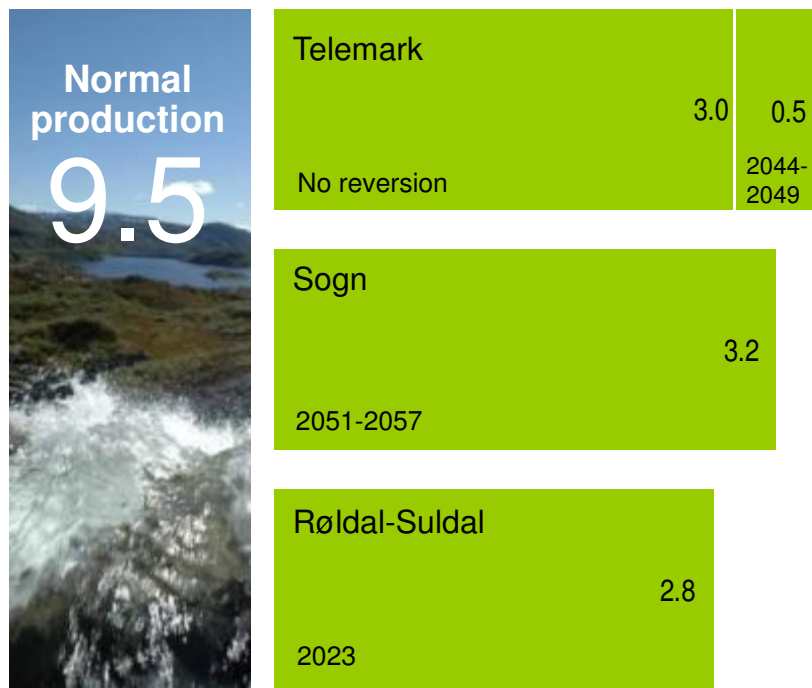 Normal
production
9.5
Telemark
3.0
0.5
No reversion
2044-
2049
Sogn
3.2
2051-2057
Røldal-Suldal
2.8
2023